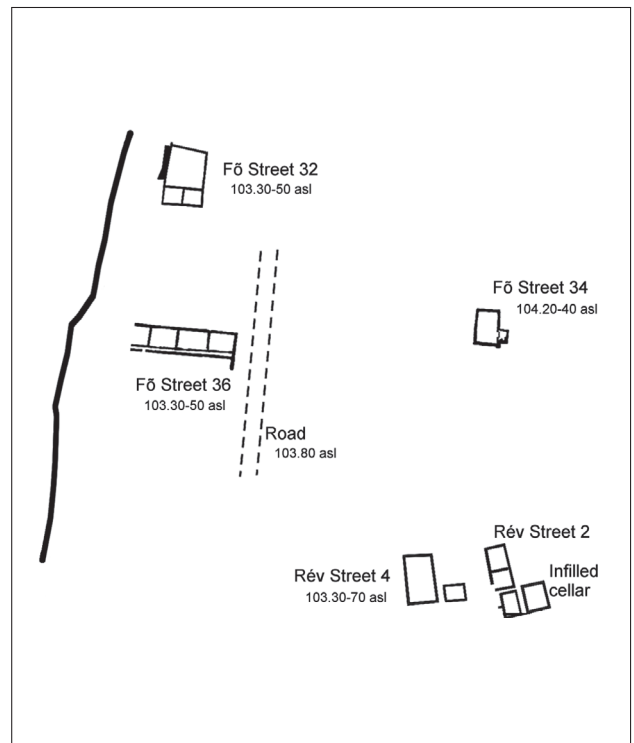 Fõ Street 32
103.30-50 asl
Fõ Street 34
104.20-40 asl
Fõ Street 36
103.30-50 asl
Road
103.80 asl
Rév Street 2
Infilled
cellar
Rév Street 4
103.30-70 asl